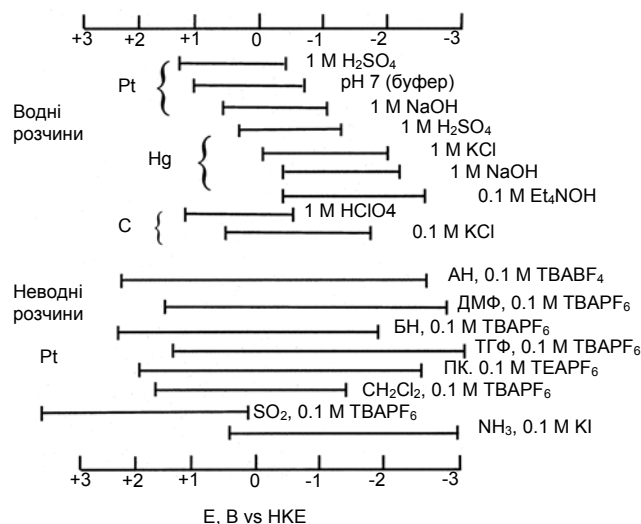 +3 +2 +1 0 -1 -2 -3
1 M H₂SO₄
Pt
pH 7 (буфер)
Водні
розчини
1 M NaOH
1 M H₂SO₄
Hg
1 M KCl
1 M NaOH
0.1 M Et₄NOH
C
1 M HClO4
0.1 M KCl
АН, 0.1 M TBABF₄
Неводні
розчини
ДМФ, 0.1 M TBAPF₆
БН, 0.1 M TBAPF₆
Pt
ТГФ, 0.1 M TBAPF₆
ПК. 0.1 M TEAPF₆
CH₂Cl₂, 0.1 M TBAPF₆
SO₂, 0.1 M TBAPF₆
NH₃, 0.1 M KI
+3 +2 +1 0 -1 -2 -3
E, В vs НКЕ